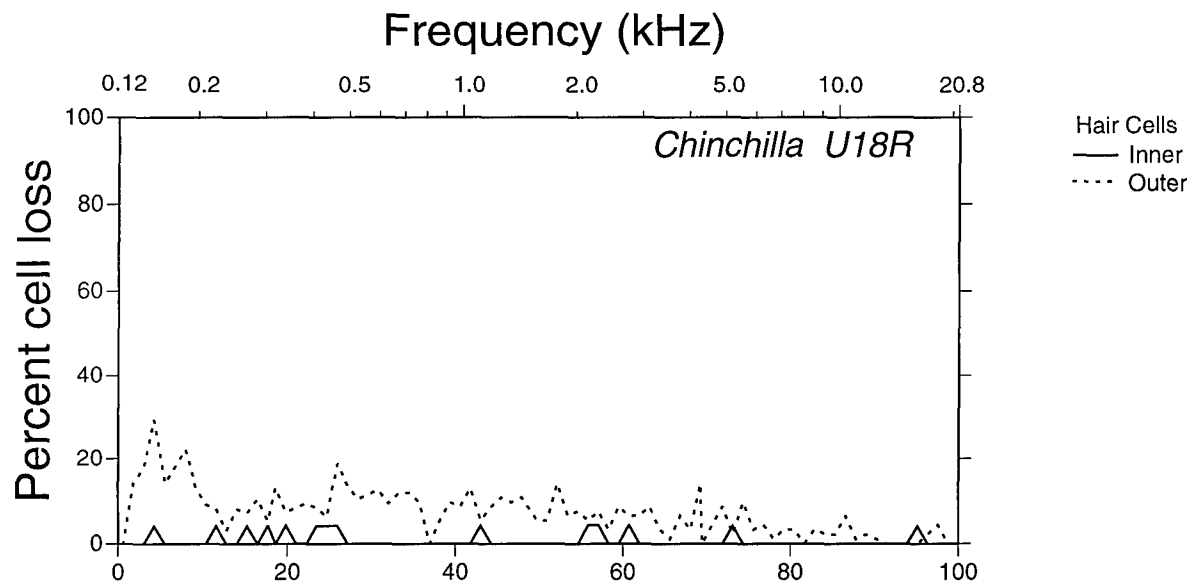 Frequency (kHz)
0.12 0.2 0.5 1.0 2.0 5.0 10.0 20.8
100
Chinchilla U18R
Hair Cells
Inner
Outer
80
60
40
20
0
Percent cell loss
0 20 40 60 80 100